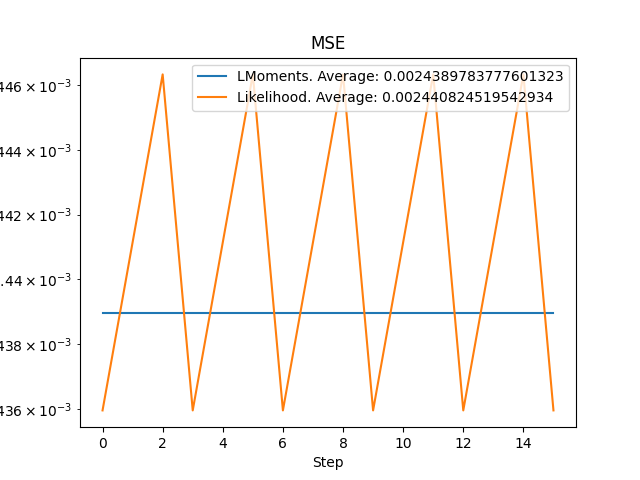 MSE
LMoments. Average: 0.0024389783777601323
Likelihood. Average: 0.002440824519542934
446 × 10⁻³
444 × 10⁻³
442 × 10⁻³
.44 × 10⁻³
438 × 10⁻³
436 × 10⁻³
0 2 4 6 8 10 12 14
Step